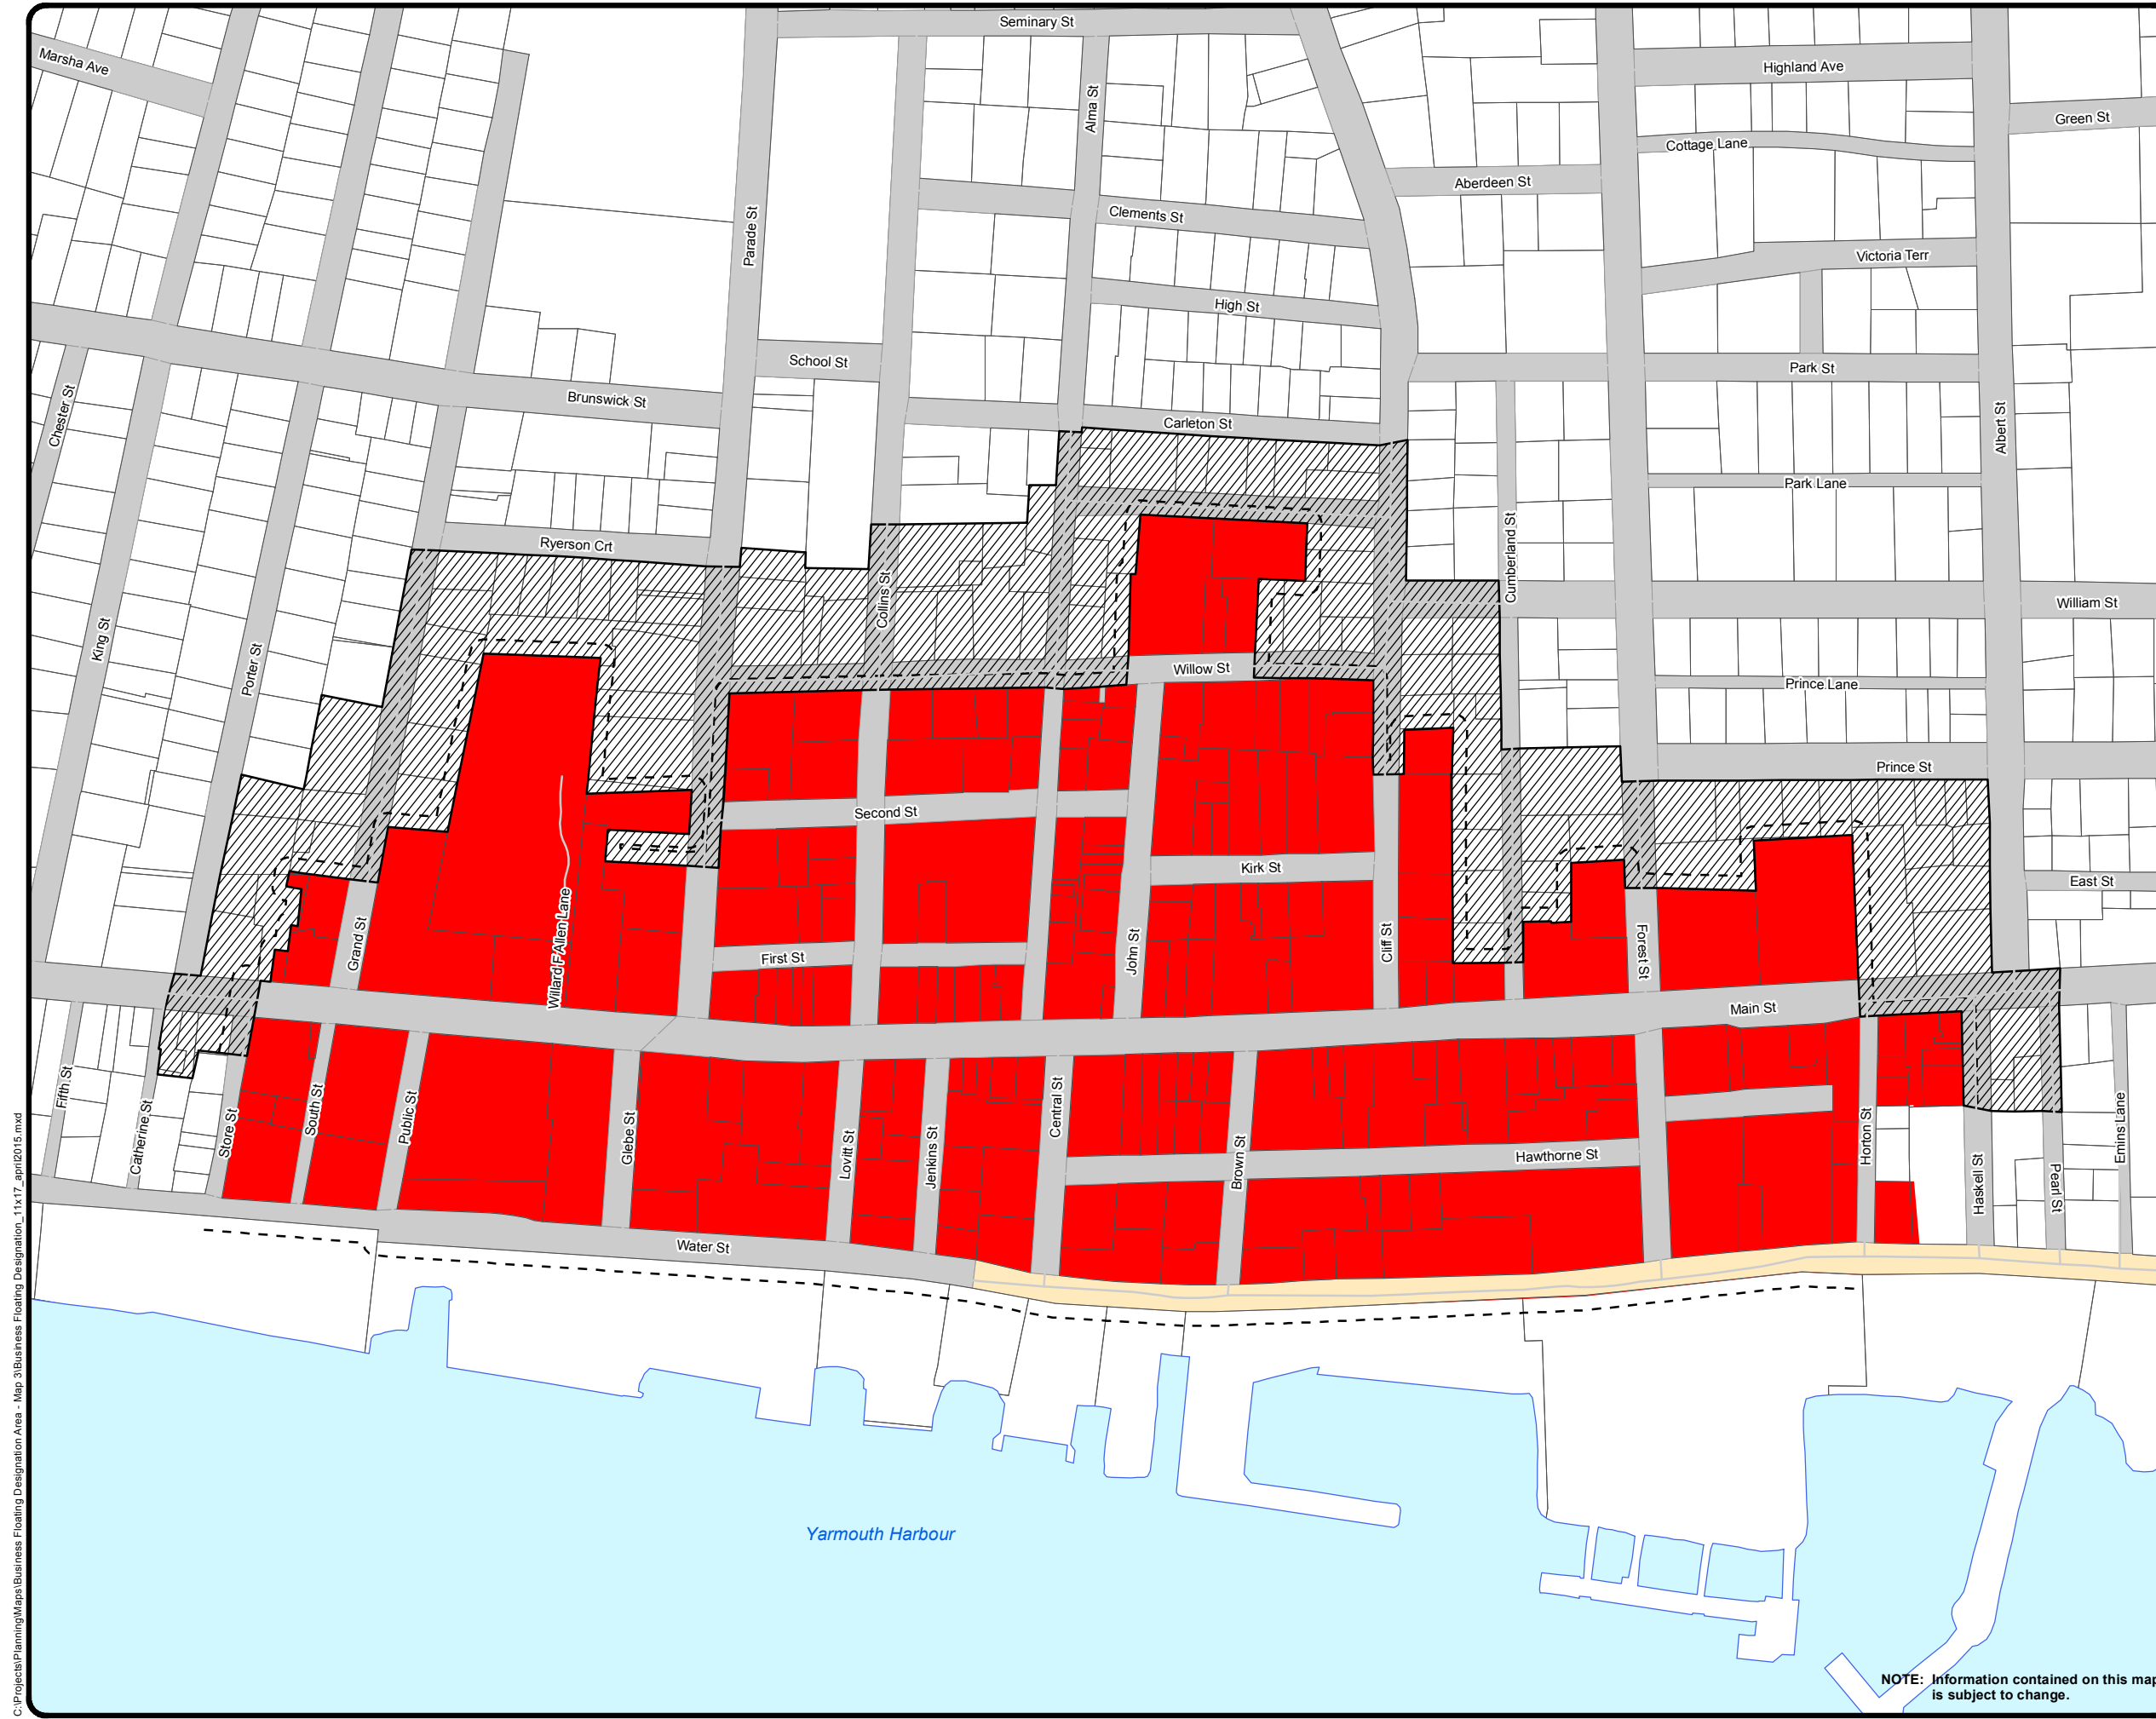 Seminary St
Marsha Ave
Highland Ave
Alma St
Green St
Cottage Lane
Aberdeen St
Clements St
Parade St
Victoria Terr
High St
School St
Park St
Brunswick St
Chester St
Carleton St
Albert St
Park Lane
Ryerson Crt
Cumberland St
Collins St
William St
King St
Porter St
Willow St
Prince Lane
Prince St
Second St
Kirk St
East St
Willard F Allen Lane
Grand St
First St
John St
Cliff St
Forest St
Main St
Fifth St
Catherine St
Store St
South St
Public St
Glebe St
Lovitt St
Jenkins St
Central St
Brown St
Hawthorne St
Horton St
Haskell St
Pearl St
Emins Lane
Water St
Yarmouth Harbour
NOTE: Information contained on this map
is subject to change.
C:\Projects\Planning\Maps\Business Floating Designation Area - Map 3\Business Floating Designation_11x17_april2015.mxd